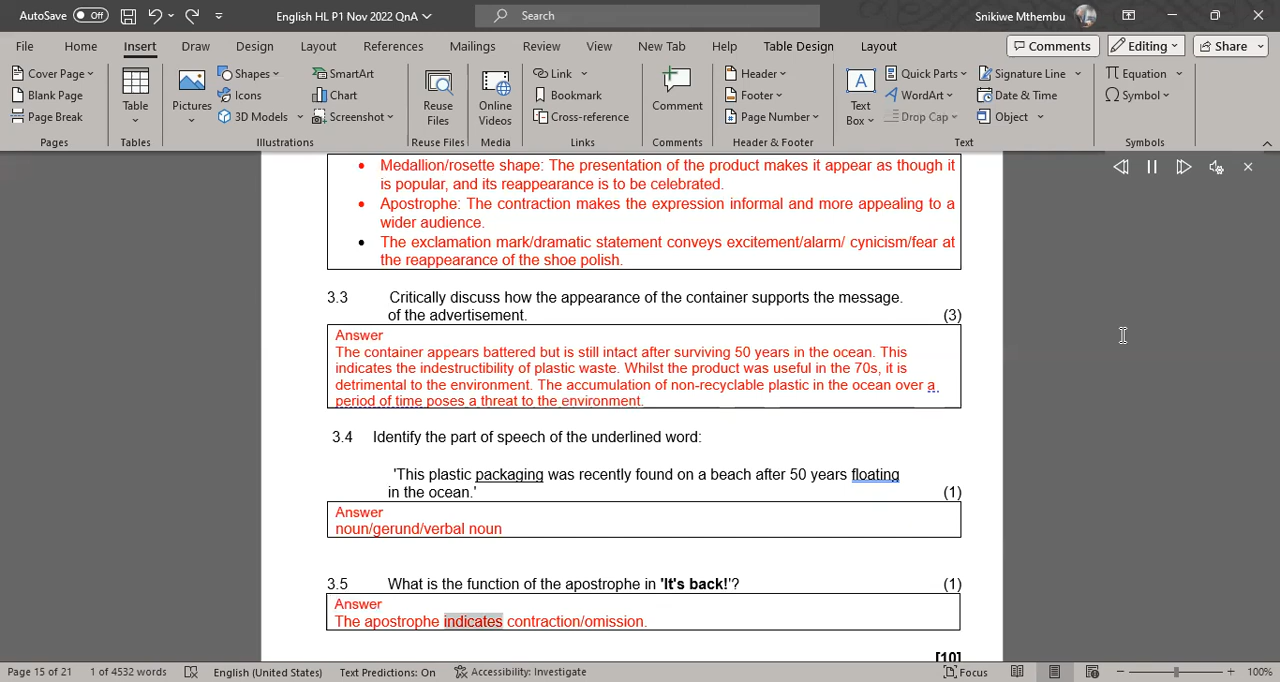 AutoSave Off English HL P1 Nov 2022 QnA Search Snikiwe Mthembu
File Home Insert Draw Design Layout References Mailings Review View New Tab Help Table Design Layout Comments Editing Share
Cover Page
Blank Page
Page Break
Pages
Table
Tables
Pictures
Shapes
Icons
3D Models
SmartArt
Chart
Screenshot
Illustrations
Reuse
Files
Reuse Files
Online
Videos
Media
Link
Bookmark
Cross-reference
Links
Comment
Comments
Header
Footer
Page Number
Header & Footer
Text
Box
Quick Parts
WordArt
Drop Cap
Signature Line
Date & Time
Object
Text
Equation
Symbol
Symbols
• Medallion/rosette shape: The presentation of the product makes it appear as though it
is popular, and its reappearance is to be celebrated.
• Apostrophe: The contraction makes the expression informal and more appealing to a
wider audience.
• The exclamation mark/dramatic statement conveys excitement/alarm/ cynicism/fear at
the reappearance of the shoe polish.
3.3 Critically discuss how the appearance of the container supports the message.
of the advertisement. (3)
Answer
The container appears battered but is still intact after surviving 50 years in the ocean. This
indicates the indestructibility of plastic waste. Whilst the product was useful in the 70s, it is
detrimental to the environment. The accumulation of non-recyclable plastic in the ocean over a
period of time poses a threat to the environment.
3.4 Identify the part of speech of the underlined word:
'This plastic packaging was recently found on a beach after 50 years floating
in the ocean.' (1)
Answer
noun/gerund/verbal noun
3.5 What is the function of the apostrophe in 'It's back!'? (1)
Answer
The apostrophe indicates contraction/omission.
[10]
Page 15 of 21 1 of 4532 words English (United States) Text Predictions: On Accessibility: Investigate Focus 100%